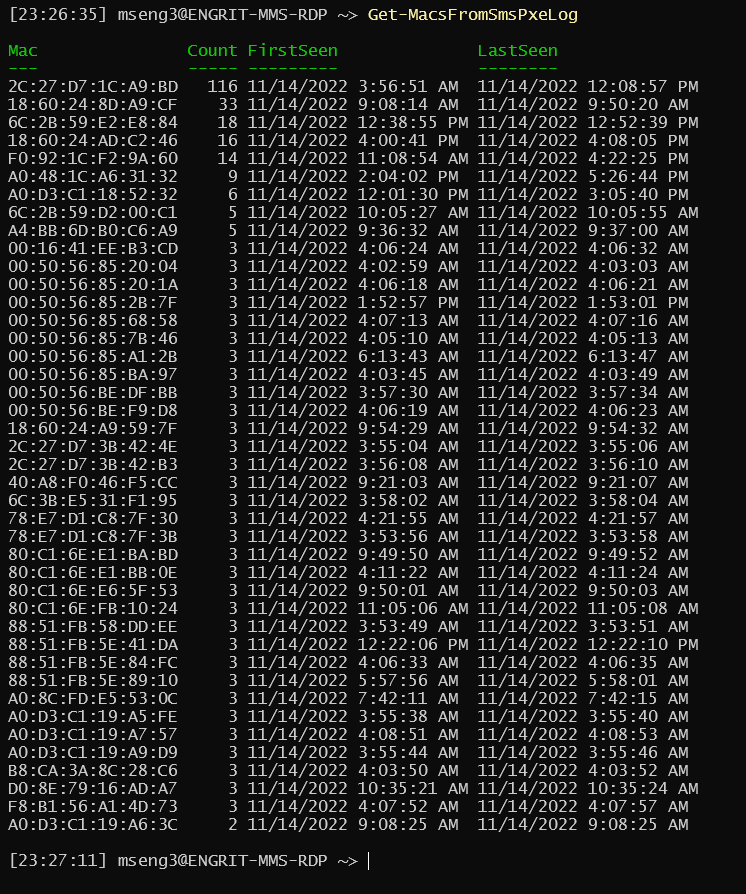 [23:26:35] mseng3@ENGRIT-MMS-RDP ~> Get-MacsFromSmsPxeLog
Mac Count FirstSeen LastSeen
--- ----- --------- --------
2C:27:D7:1C:A9:BD 116 11/14/2022 3:56:51 AM 11/14/2022 12:08:57 PM
18:60:24:8D:A9:CF 33 11/14/2022 9:08:14 AM 11/14/2022 9:50:20 AM
6C:2B:59:E2:E8:84 18 11/14/2022 12:38:55 PM 11/14/2022 12:52:39 PM
18:60:24:AD:C2:46 16 11/14/2022 4:00:41 PM 11/14/2022 4:08:05 PM
F0:92:1C:F2:9A:60 14 11/14/2022 11:08:54 AM 11/14/2022 4:22:25 PM
A0:48:1C:A6:31:32 9 11/14/2022 2:04:02 PM 11/14/2022 5:26:44 PM
A0:D3:C1:18:52:32 6 11/14/2022 12:01:30 PM 11/14/2022 3:05:40 PM
6C:2B:59:D2:00:C1 5 11/14/2022 10:05:27 AM 11/14/2022 10:05:55 AM
A4:BB:6D:B0:C6:A9 5 11/14/2022 9:36:32 AM 11/14/2022 9:37:00 AM
00:16:41:EE:B3:CD 3 11/14/2022 4:06:24 AM 11/14/2022 4:06:32 AM
00:50:56:85:20:04 3 11/14/2022 4:02:59 AM 11/14/2022 4:03:03 AM
00:50:56:85:20:1A 3 11/14/2022 4:06:18 AM 11/14/2022 4:06:21 AM
00:50:56:85:2B:7F 3 11/14/2022 1:52:57 PM 11/14/2022 1:53:01 PM
00:50:56:85:68:58 3 11/14/2022 4:07:13 AM 11/14/2022 4:07:16 AM
00:50:56:85:7B:46 3 11/14/2022 4:05:10 AM 11/14/2022 4:05:13 AM
00:50:56:85:A1:2B 3 11/14/2022 6:13:43 AM 11/14/2022 6:13:47 AM
00:50:56:85:BA:97 3 11/14/2022 4:03:45 AM 11/14/2022 4:03:49 AM
00:50:56:BE:DF:BB 3 11/14/2022 3:57:30 AM 11/14/2022 3:57:34 AM
00:50:56:BE:F9:D8 3 11/14/2022 4:06:19 AM 11/14/2022 4:06:23 AM
18:60:24:A9:59:7F 3 11/14/2022 9:54:29 AM 11/14/2022 9:54:32 AM
2C:27:D7:3B:42:4E 3 11/14/2022 3:55:04 AM 11/14/2022 3:55:06 AM
2C:27:D7:3B:42:B3 3 11/14/2022 3:56:08 AM 11/14/2022 3:56:10 AM
40:A8:F0:46:F5:CC 3 11/14/2022 9:21:03 AM 11/14/2022 9:21:07 AM
6C:3B:E5:31:F1:95 3 11/14/2022 3:58:02 AM 11/14/2022 3:58:04 AM
78:E7:D1:C8:7F:30 3 11/14/2022 4:21:55 AM 11/14/2022 4:21:57 AM
78:E7:D1:C8:7F:3B 3 11/14/2022 3:53:56 AM 11/14/2022 3:53:58 AM
80:C1:6E:E1:BA:BD 3 11/14/2022 9:49:50 AM 11/14/2022 9:49:52 AM
80:C1:6E:E1:BB:0E 3 11/14/2022 4:11:22 AM 11/14/2022 4:11:24 AM
80:C1:6E:E6:5F:53 3 11/14/2022 9:50:01 AM 11/14/2022 9:50:03 AM
80:C1:6E:FB:10:24 3 11/14/2022 11:05:06 AM 11/14/2022 11:05:08 AM
88:51:FB:58:DD:EE 3 11/14/2022 3:53:49 AM 11/14/2022 3:53:51 AM
88:51:FB:5E:41:DA 3 11/14/2022 12:22:06 PM 11/14/2022 12:22:10 PM
88:51:FB:5E:84:FC 3 11/14/2022 4:06:33 AM 11/14/2022 4:06:35 AM
88:51:FB:5E:89:10 3 11/14/2022 5:57:56 AM 11/14/2022 5:58:01 AM
A0:8C:FD:E5:53:0C 3 11/14/2022 7:42:11 AM 11/14/2022 7:42:15 AM
A0:D3:C1:19:A5:FE 3 11/14/2022 3:55:38 AM 11/14/2022 3:55:40 AM
A0:D3:C1:19:A7:57 3 11/14/2022 4:08:51 AM 11/14/2022 4:08:53 AM
A0:D3:C1:19:A9:D9 3 11/14/2022 3:55:44 AM 11/14/2022 3:55:46 AM
B8:CA:3A:8C:28:C6 3 11/14/2022 4:03:50 AM 11/14/2022 4:03:52 AM
D0:8E:79:16:AD:A7 3 11/14/2022 10:35:21 AM 11/14/2022 10:35:24 AM
F8:B1:56:A1:4D:73 3 11/14/2022 4:07:52 AM 11/14/2022 4:07:57 AM
A0:D3:C1:19:A6:3C 2 11/14/2022 9:08:25 AM 11/14/2022 9:08:25 AM
[23:27:11] mseng3@ENGRIT-MMS-RDP ~>